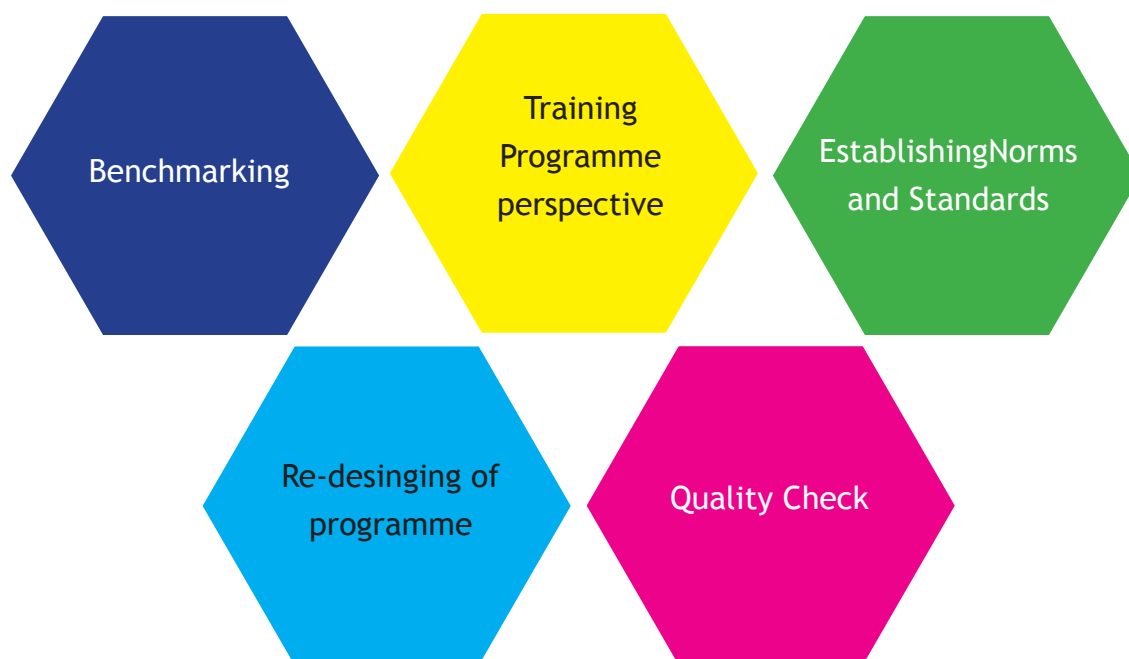 Benchmarking
Training
Programme
perspective
EstablishingNorms
and Standards
Re-desinging of
programme
Quality Check